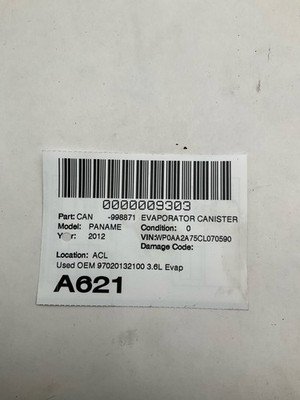 0000009303
Part: CAN -998871 EVAPORATOR CANISTER
Model: PANAME Condition: 0
Year: 2012 VIN:WP0AA2A75CL070590
Damage Code:
Location: ACL
Used OEM 97020132100 3.6L Evap
A621